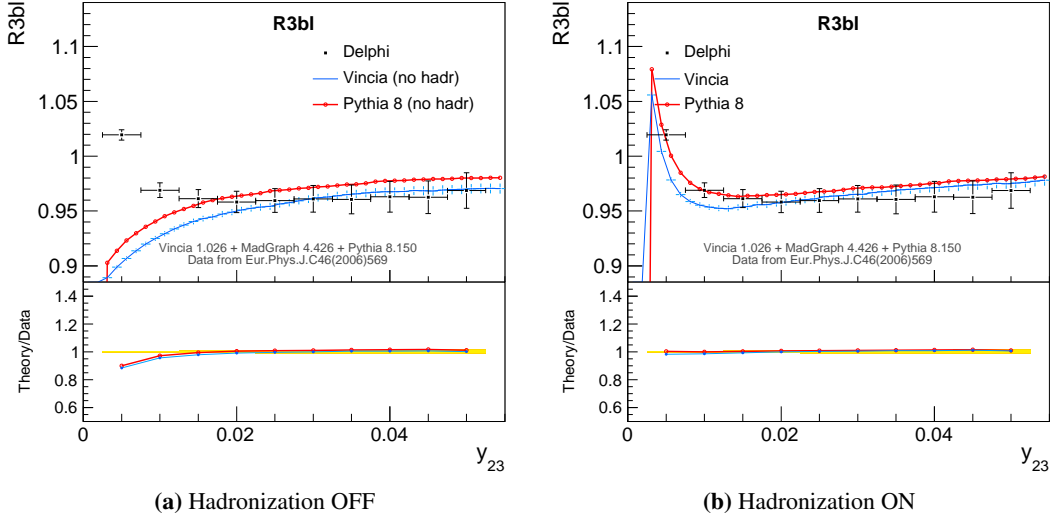 R3bl
R3bl
Delphi
Vincia (no hadr)
Pythia 8 (no hadr)
1.1
1.05
1
0.95
0.9
Vincia 1.026 + MadGraph 4.426 + Pythia 8.150
Data from Eur.Phys.J.C46(2006)569
Theory/Data
1.4
1.2
1.0
0.8
0.6
0 0.02 0.04
y23
(a) Hadronization OFF
R3bl
R3bl
Delphi
Vincia
Pythia 8
1.1
1.05
1
0.95
0.9
Vincia 1.026 + MadGraph 4.426 + Pythia 8.150
Data from Eur.Phys.J.C46(2006)569
Theory/Data
1.4
1.2
1.0
0.8
0.6
0 0.02 0.04
y23
(b) Hadronization ON